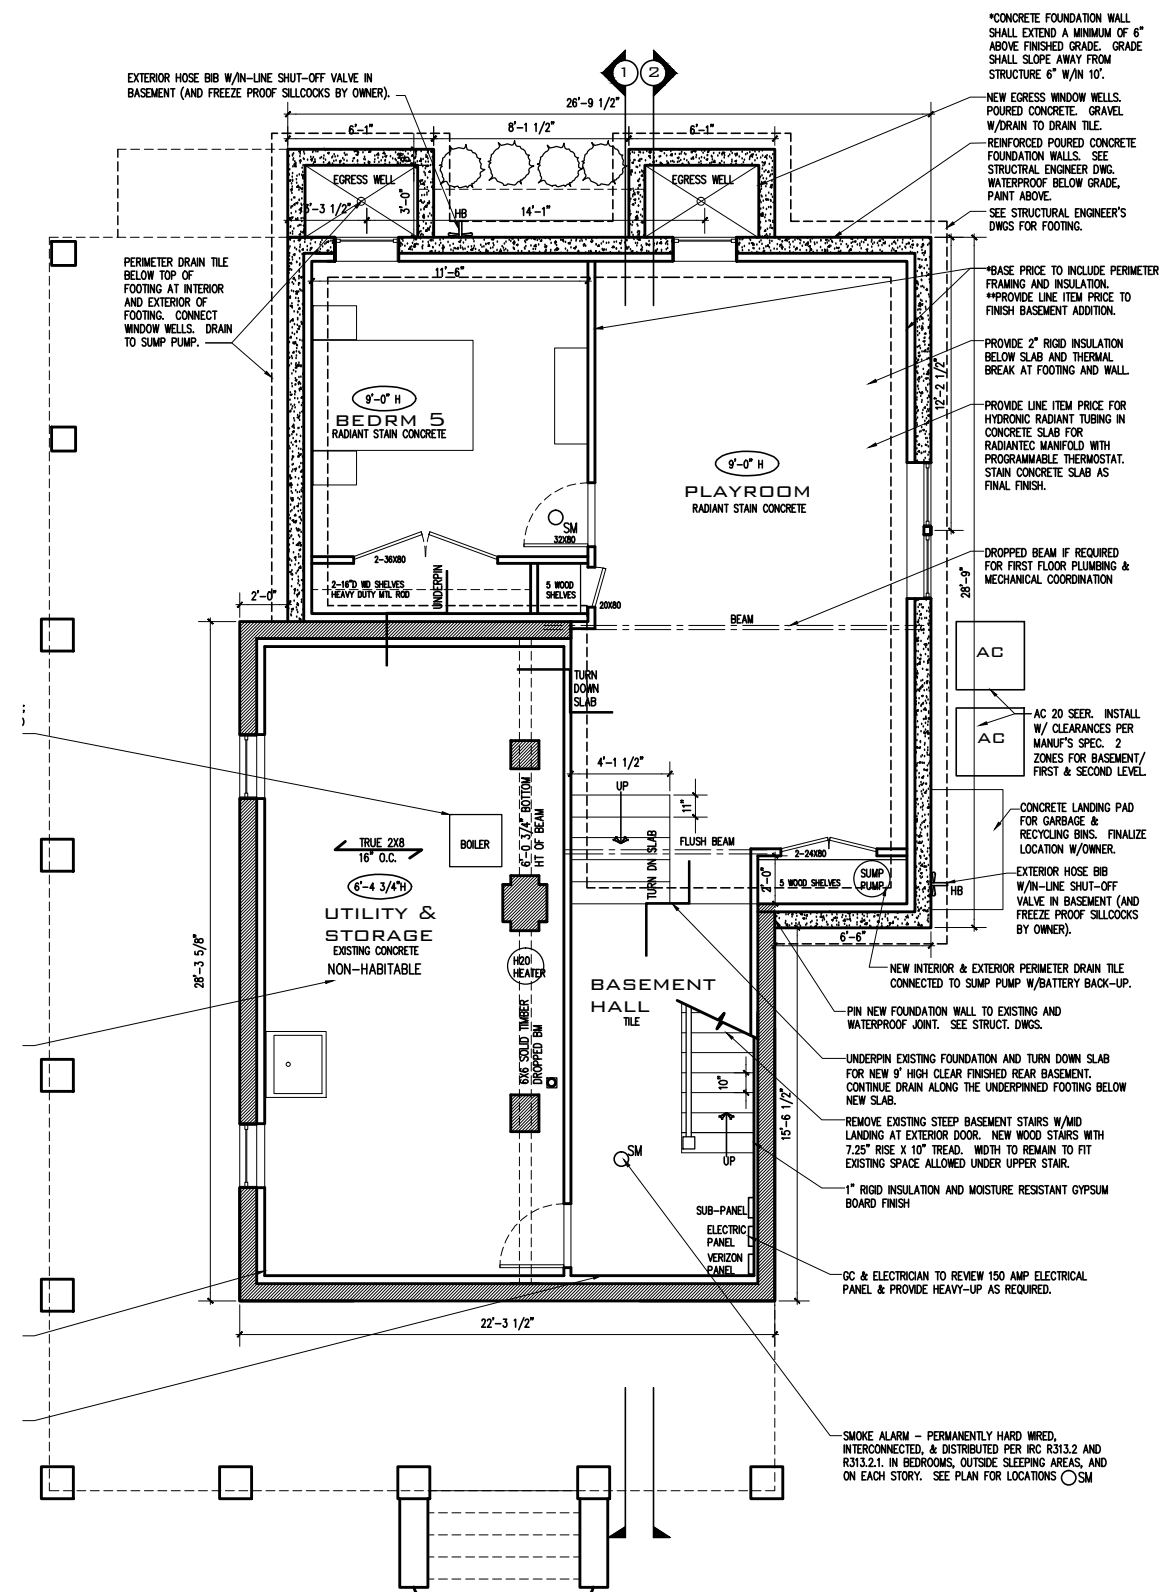 *CONCRETE FOUNDATION WALL
SHALL EXTEND A MINIMUM OF 6"
ABOVE FINISHED GRADE. GRADE
SHALL SLOPE AWAY FROM
STRUCTURE 6" W/IN 10'.
EXTERIOR HOSE BIB W/IN-LINE SHUT-OFF VALVE IN
BASEMENT (AND FREEZE PROOF SILLCOCKS BY OWNER).
1 2
26'-9 1/2"
NEW EGRESS WINDOW WELLS.
POURED CONCRETE. GRAVEL
W/DRAIN TO DRAIN TILE.
6'-1"
8'-1 1/2"
6'-1"
REINFORCED POURED CONCRETE
FOUNDATION WALLS. SEE
STRUCTRAL ENGINEER DWG.
WATERPROOF BELOW GRADE,
PAINT ABOVE.
EGRESS WELL
EGRESS WELL
3'-0"
3'-3 1/2"
HB
14'-1"
SEE STRUCTURAL ENGINEER'S
DWGS FOR FOOTING.
PERIMETER DRAIN TILE
BELOW TOP OF
FOOTING AT INTERIOR
AND EXTERIOR OF
FOOTING. CONNECT
WINDOW WELLS. DRAIN
TO SUMP PUMP.
11'-6"
*BASE PRICE TO INCLUDE PERIMETER
FRAMING AND INSULATION.
**PROVIDE LINE ITEM PRICE TO
FINISH BASEMENT ADDITION.
PROVIDE 2" RIGID INSULATION
BELOW SLAB AND THERMAL
BREAK AT FOOTING AND WALL.
12'-2 1/2"
9'-0" H
BEDRM 5
RADIANT STAIN CONCRETE
PROVIDE LINE ITEM PRICE FOR
HYDRONIC RADIANT TUBING IN
CONCRETE SLAB FOR
RADIANTEC MANIFOLD WITH
PROGRAMMABLE THERMOSTAT.
STAIN CONCRETE SLAB AS
FINAL FINISH.
9'-0" H
PLAYROOM
RADIANT STAIN CONCRETE
SM
32X80
2-36X80
DROPPED BEAM IF REQUIRED
FOR FIRST FLOOR PLUMBING &
MECHANICAL COORDINATION
28'-9"
2-16"D WD SHELVES
HEAVY DUTY MTL ROD
UNDERPIN
5 WOOD
SHELVES
20X80
2'-0"
BEAM
AC
TURN
DOWN
SLAB
AC
AC 20 SEER. INSTALL
W/ CLEARANCES PER
MANUF'S SPEC. 2
ZONES FOR BASEMENT/
FIRST & SECOND LEVEL.
4'-1 1/2"
UP
11"
6'-0 3/4" BOTTOM
HT OF BEAM
CONCRETE LANDING PAD
FOR GARBAGE &
RECYCLING BINS. FINALIZE
LOCATION W/OWNER.
TRUE 2X8
16" O.C.
BOILER
TURN DN SLAB
FLUSH BEAM
2-24X80
2'-0"
5 WOOD SHELVES
SUMP
PUMP
EXTERIOR HOSE BIB
W/IN-LINE SHUT-OFF
VALVE IN BASEMENT (AND
FREEZE PROOF SILLCOCKS
BY OWNER).
HB
6'-4 3/4"H
UTILITY &
STORAGE
EXISTING CONCRETE
NON-HABITABLE
6'-6"
28'-3 5/8"
H20
HEATER
NEW INTERIOR & EXTERIOR PERIMETER DRAIN TILE
CONNECTED TO SUMP PUMP W/BATTERY BACK-UP.
BASEMENT
HALL
TILE
PIN NEW FOUNDATION WALL TO EXISTING AND
WATERPROOF JOINT. SEE STRUCT. DWGS.
6X6 SOLID TIMBER
DROPPED BM
UNDERPIN EXISTING FOUNDATION AND TURN DOWN SLAB
FOR NEW 9' HIGH CLEAR FINISHED REAR BASEMENT.
CONTINUE DRAIN ALONG THE UNDERPINNED FOOTING BELOW
NEW SLAB.
10"
15'-6 1/2"
REMOVE EXISTING STEEP BASEMENT STAIRS W/MID
LANDING AT EXTERIOR DOOR. NEW WOOD STAIRS WITH
7.25" RISE X 10" TREAD. WIDTH TO REMAIN TO FIT
EXISTING SPACE ALLOWED UNDER UPPER STAIR.
SM
UP
1" RIGID INSULATION AND MOISTURE RESISTANT GYPSUM
BOARD FINISH
SUB-PANEL
ELECTRIC
PANEL
VERIZON
PANEL
GC & ELECTRICIAN TO REVIEW 150 AMP ELECTRICAL
PANEL & PROVIDE HEAVY-UP AS REQUIRED.
22'-3 1/2"
SMOKE ALARM - PERMANENTLY HARD WIRED,
INTERCONNECTED, & DISTRIBUTED PER IRC R313.2 AND
R313.2.1. IN BEDROOMS, OUTSIDE SLEEPING AREAS, AND
ON EACH STORY. SEE PLAN FOR LOCATIONS SM